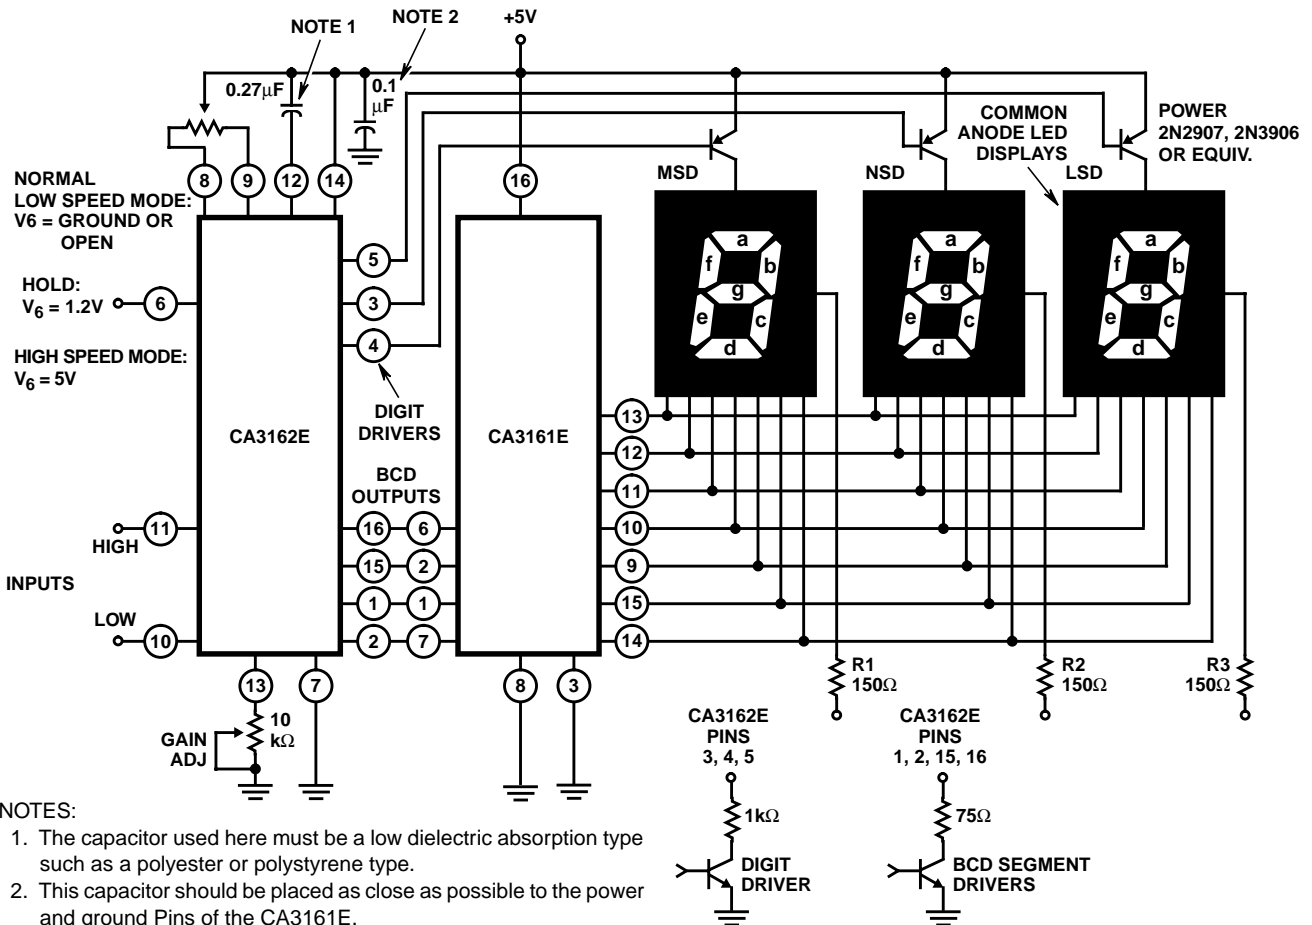 NOTE 1
NOTE 2
+5V
0.27μF
0.1
μF
8
9
12
14
16
COMMON
ANODE LED
DISPLAYS
POWER
2N2907, 2N3906
OR EQUIV.
MSD
NSD
LSD
NORMAL
LOW SPEED MODE:
V6 = GROUND OR
OPEN
HOLD:
V6 = 1.2V
6
HIGH SPEED MODE:
V6 = 5V
5
3
4
DIGIT
DRIVERS
CA3162E
CA3161E
BCD
OUTPUTS
a
f b
g
e c
d
a
f b
g
e c
d
a
f b
g
e c
d
13
12
11
10
9
15
14
11
HIGH
INPUTS
LOW
10
16 6
15 2
1 1
2 7
13
7
8
3
GAIN
ADJ
10
kΩ
R1
150Ω
R2
150Ω
R3
150Ω
CA3162E
PINS
3, 4, 5
1kΩ
DIGIT
DRIVER
CA3162E
PINS
1, 2, 15, 16
75Ω
BCD SEGMENT
DRIVERS
NOTES:
1. The capacitor used here must be a low dielectric absorption type
such as a polyester or polystyrene type.
2. This capacitor should be placed as close as possible to the power
and ground Pins of the CA3161E.